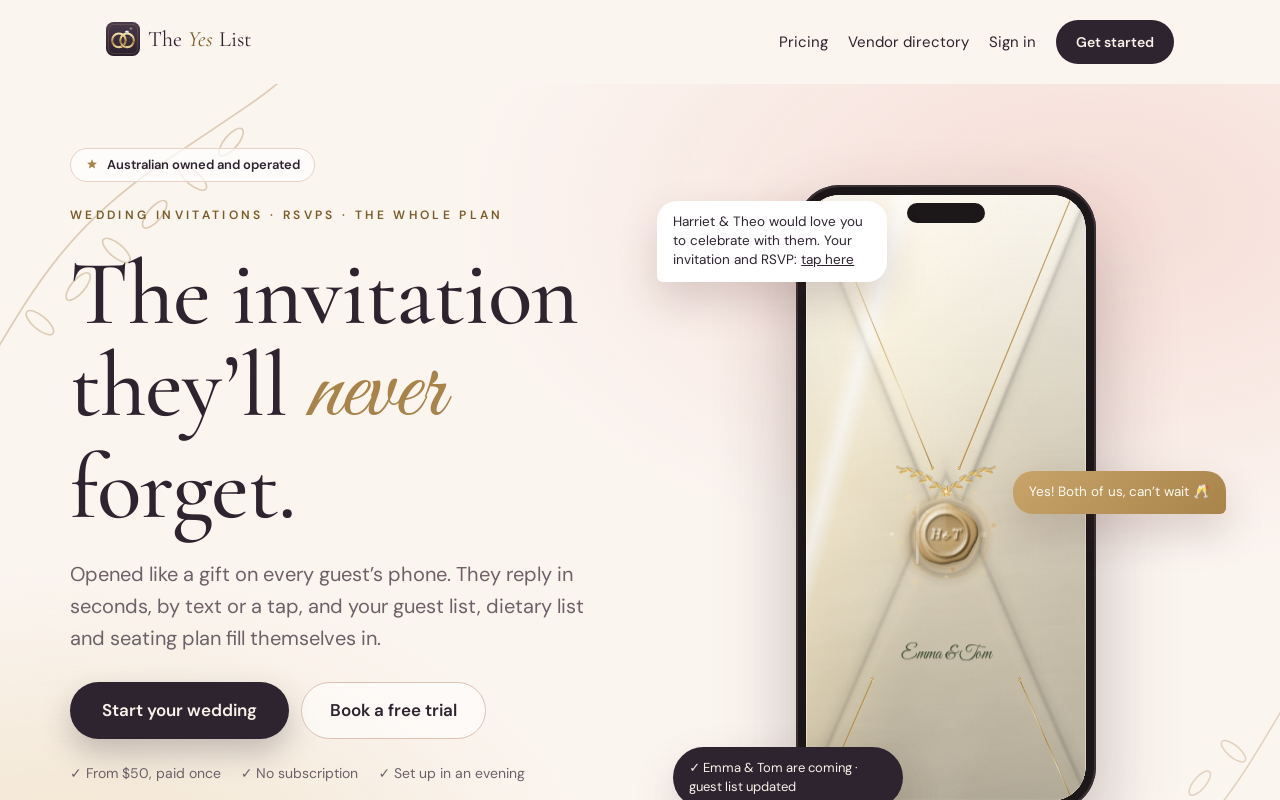 The Yes List
Pricing
Vendor directory
Sign in
Get started
Australian owned and operated
WEDDING INVITATIONS · RSVPS · THE WHOLE PLAN
The invitation
they’ll never
forget.
Opened like a gift on every guest’s phone. They reply in
seconds, by text or a tap, and your guest list, dietary list
and seating plan fill themselves in.
Start your wedding
Book a free trial
✓ From $50, paid once
✓ No subscription
✓ Set up in an evening
Harriet & Theo would love you
to celebrate with them. Your
invitation and RSVP: tap here
Yes! Both of us, can’t wait 🥂
H&T
Emma & Tom
✓ Emma & Tom are coming ·
guest list updated